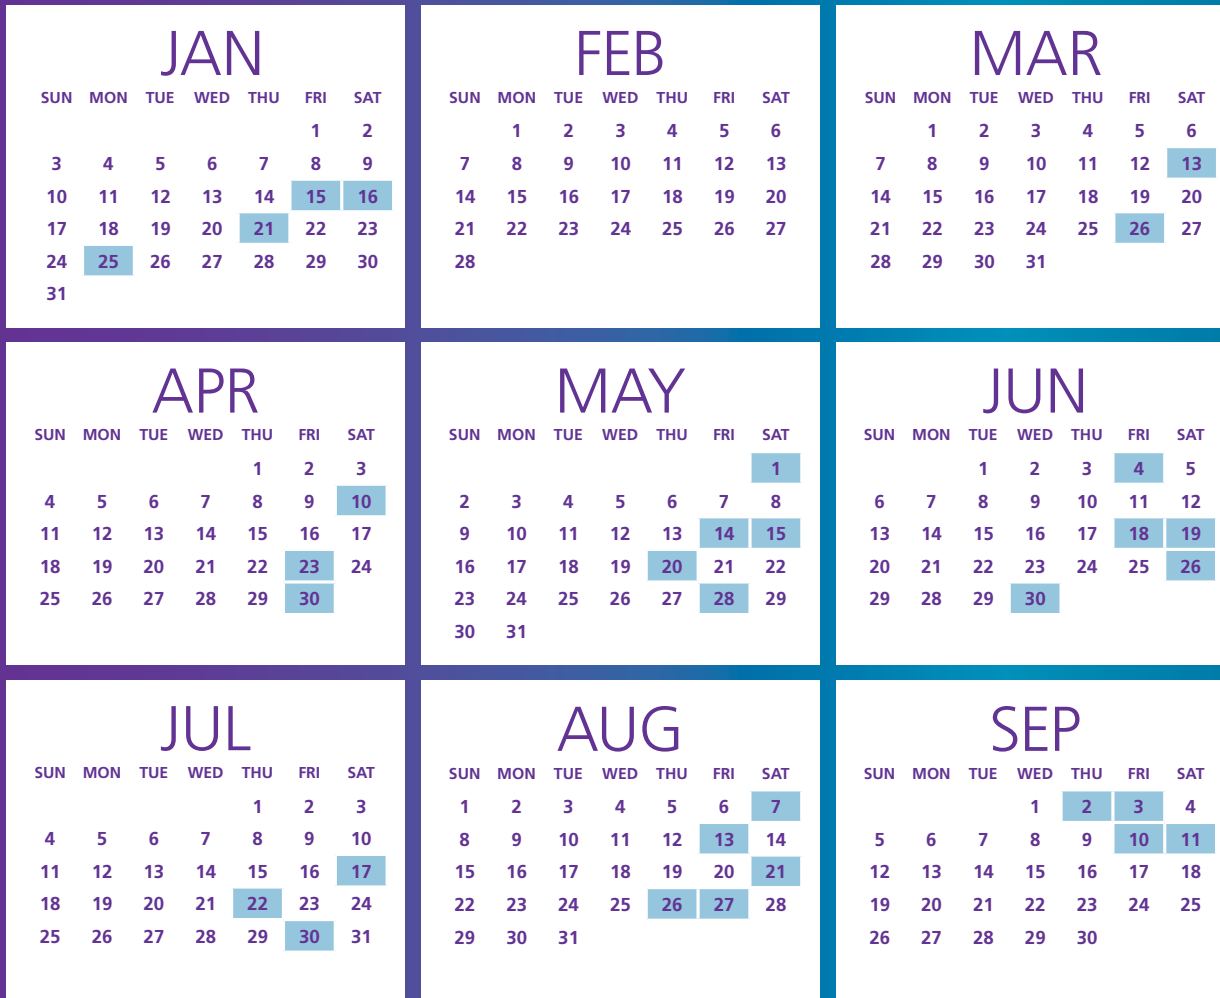 JAN
SUN MON TUE WED THU FRI SAT
1 2
3 4 5 6 7 8 9
10 11 12 13 14 15 16
17 18 19 20 21 22 23
24 25 26 27 28 29 30
31
FEB
SUN MON TUE WED THU FRI SAT
1 2 3 4 5 6
7 8 9 10 11 12 13
14 15 16 17 18 19 20
21 22 23 24 25 26 27
28
MAR
SUN MON TUE WED THU FRI SAT
1 2 3 4 5 6
7 8 9 10 11 12 13
14 15 16 17 18 19 20
21 22 23 24 25 26 27
28 29 30 31
APR
SUN MON TUE WED THU FRI SAT
1 2 3
4 5 6 7 8 9 10
11 12 13 14 15 16 17
18 19 20 21 22 23 24
25 26 27 28 29 30
MAY
SUN MON TUE WED THU FRI SAT
1
2 3 4 5 6 7 8
9 10 11 12 13 14 15
16 17 18 19 20 21 22
23 24 25 26 27 28 29
30 31
JUN
SUN MON TUE WED THU FRI SAT
1 2 3 4 5
6 7 8 9 10 11 12
13 14 15 16 17 18 19
20 21 22 23 24 25 26
29 28 29 30
JUL
SUN MON TUE WED THU FRI SAT
1 2 3
4 5 6 7 8 9 10
11 12 13 14 15 16 17
18 19 20 21 22 23 24
25 26 27 28 29 30 31
AUG
SUN MON TUE WED THU FRI SAT
1 2 3 4 5 6 7
8 9 10 11 12 13 14
15 16 17 18 19 20 21
22 23 24 25 26 27 28
29 30 31
SEP
SUN MON TUE WED THU FRI SAT
1 2 3 4
5 6 7 8 9 10 11
12 13 14 15 16 17 18
19 20 21 22 23 24 25
26 27 28 29 30